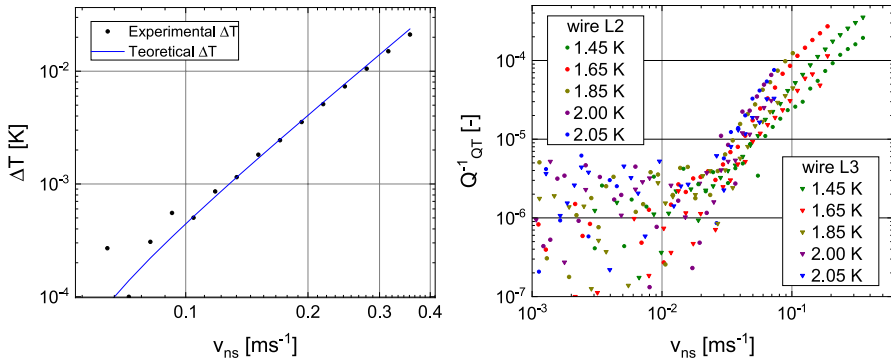 Experimental ΔT
Teoretical ΔT
10⁻²
10⁻³
10⁻⁴
ΔT [K]
0.1
0.2
0.3
0.4
v_ns [ms⁻¹]
wire L2
1.45 K
1.65 K
1.85 K
2.00 K
2.05 K
wire L3
1.45 K
1.65 K
1.85 K
2.00 K
2.05 K
10⁻⁴
10⁻⁵
10⁻⁶
10⁻⁷
Q⁻¹_QT [-]
10⁻³
10⁻²
10⁻¹
v_ns [ms⁻¹]